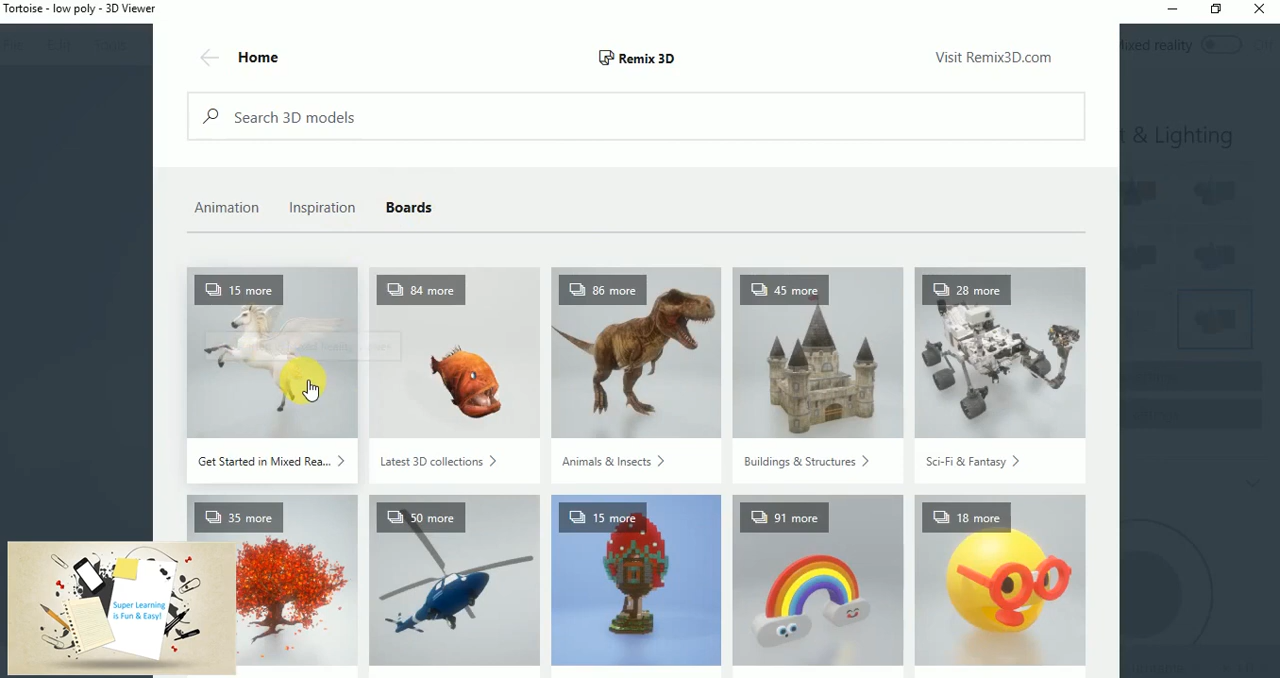 Tortoise - low poly - 3D Viewer
Home
Remix 3D
Visit Remix3D.com
Mixed reality
Search 3D models
t & Lighting
Animation
Inspiration
Boards
15 more
84 more
86 more
45 more
28 more
Get Started in Mixed Rea...
Latest 3D collections
Animals & Insects
Buildings & Structures
Sci-Fi & Fantasy
35 more
50 more
15 more
91 more
18 more
Super Learning
is Fun & Easy!